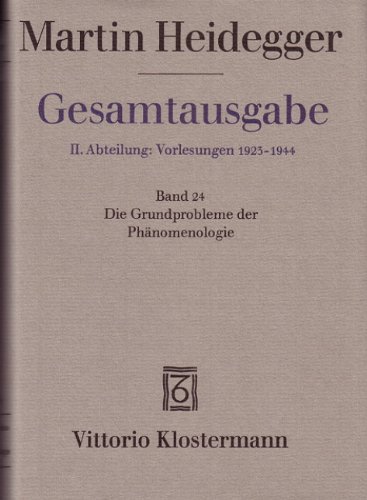 Martin Heidegger
Gesamtausgabe
II. Abteilung: Vorlesungen 1923-1944
Band 24
Die Grundprobleme der
Phänomenologie
Vittorio Klostermann